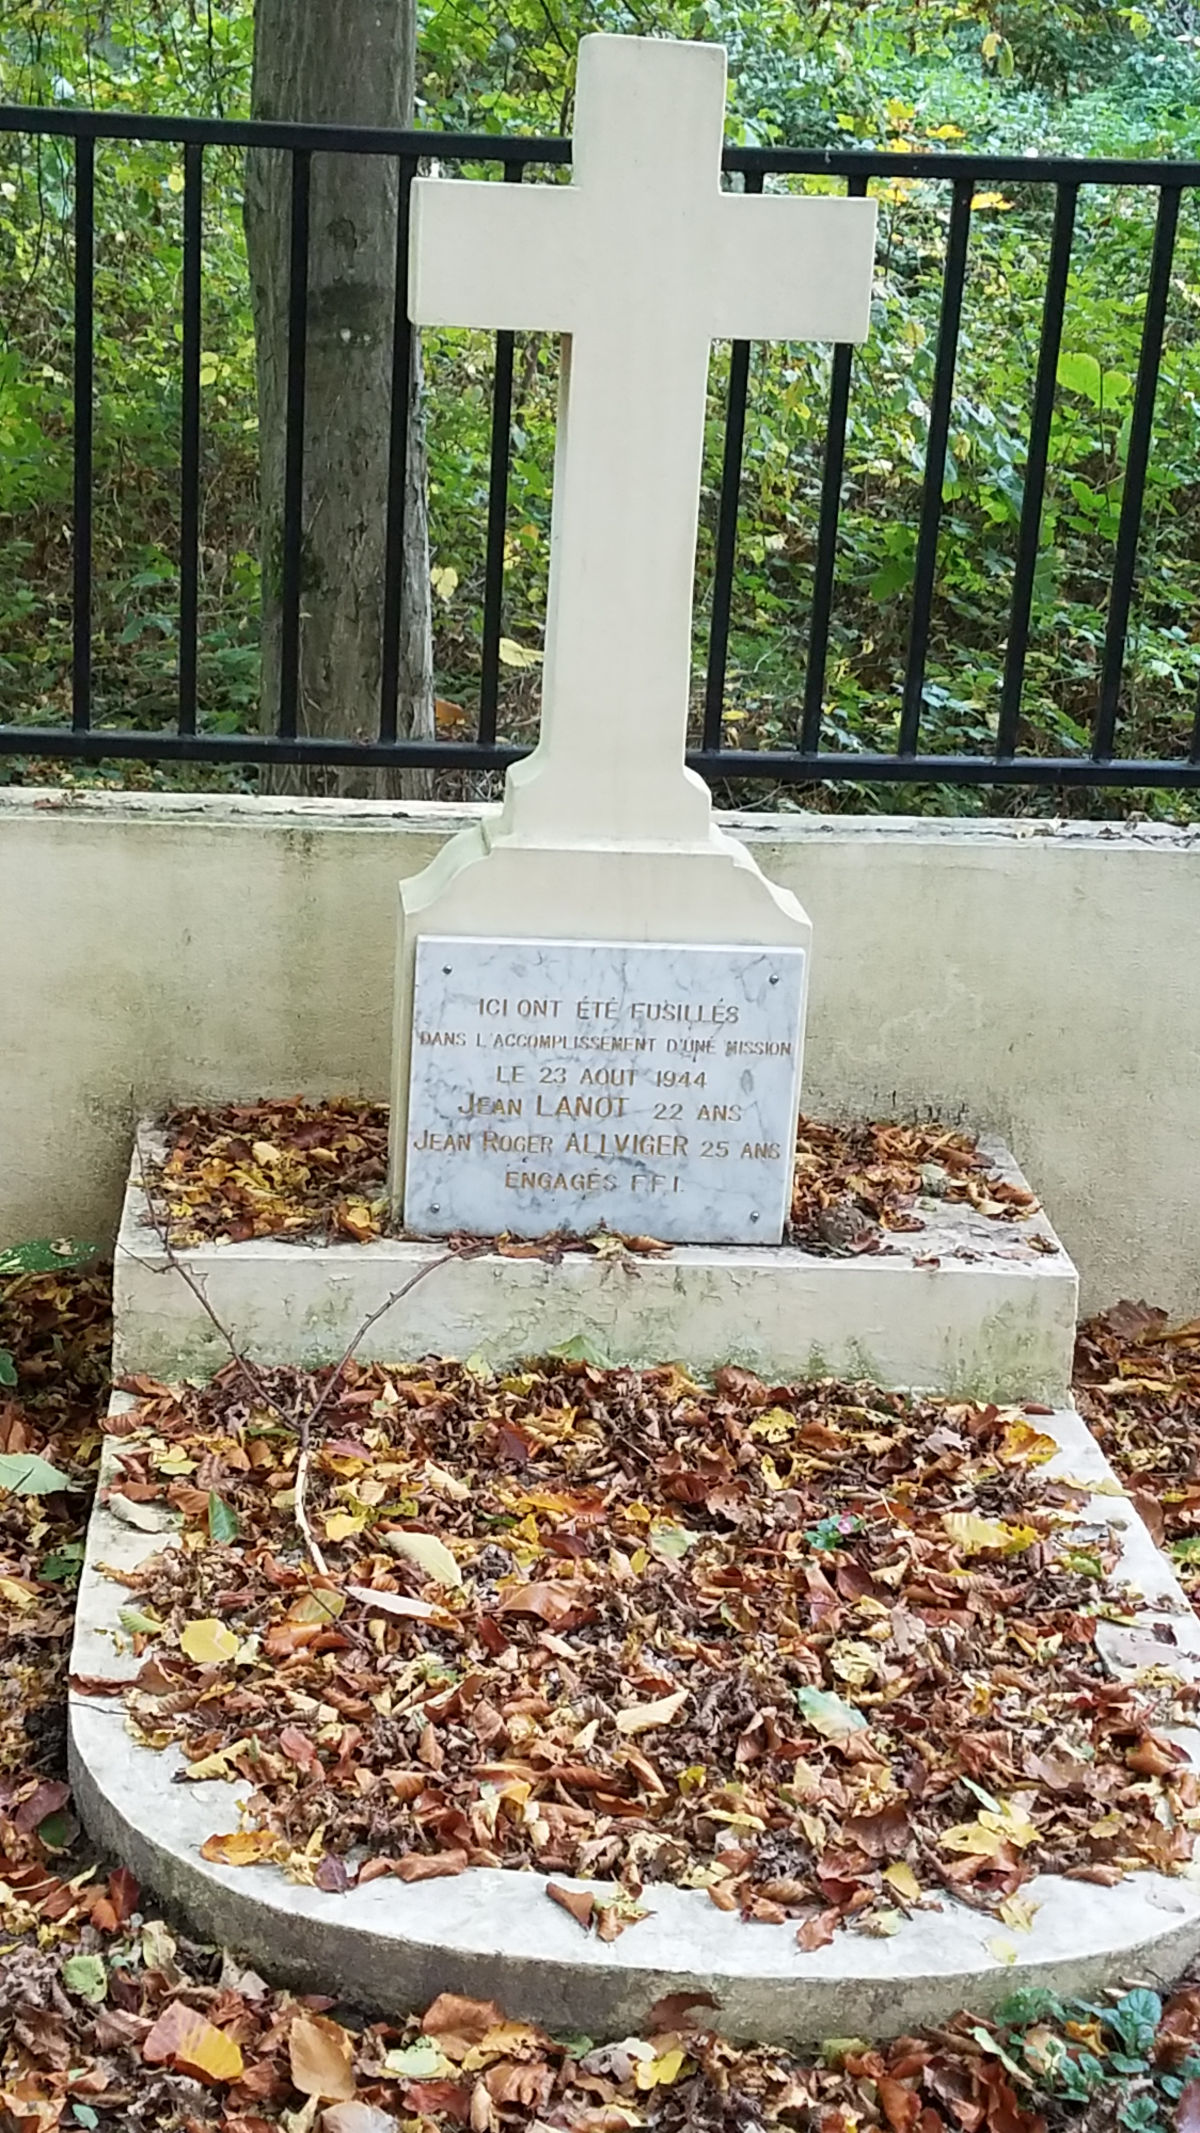 ICI ONT ÉTÉ FUSILLÉS
DANS L'ACCOMPLISSEMENT D'UNE MISSION
LE 23 AOUT 1944
JEAN LANOT 22 ANS
JEAN ROGER ALLVIGER 25 ANS
ENGAGÉS F.F.I.